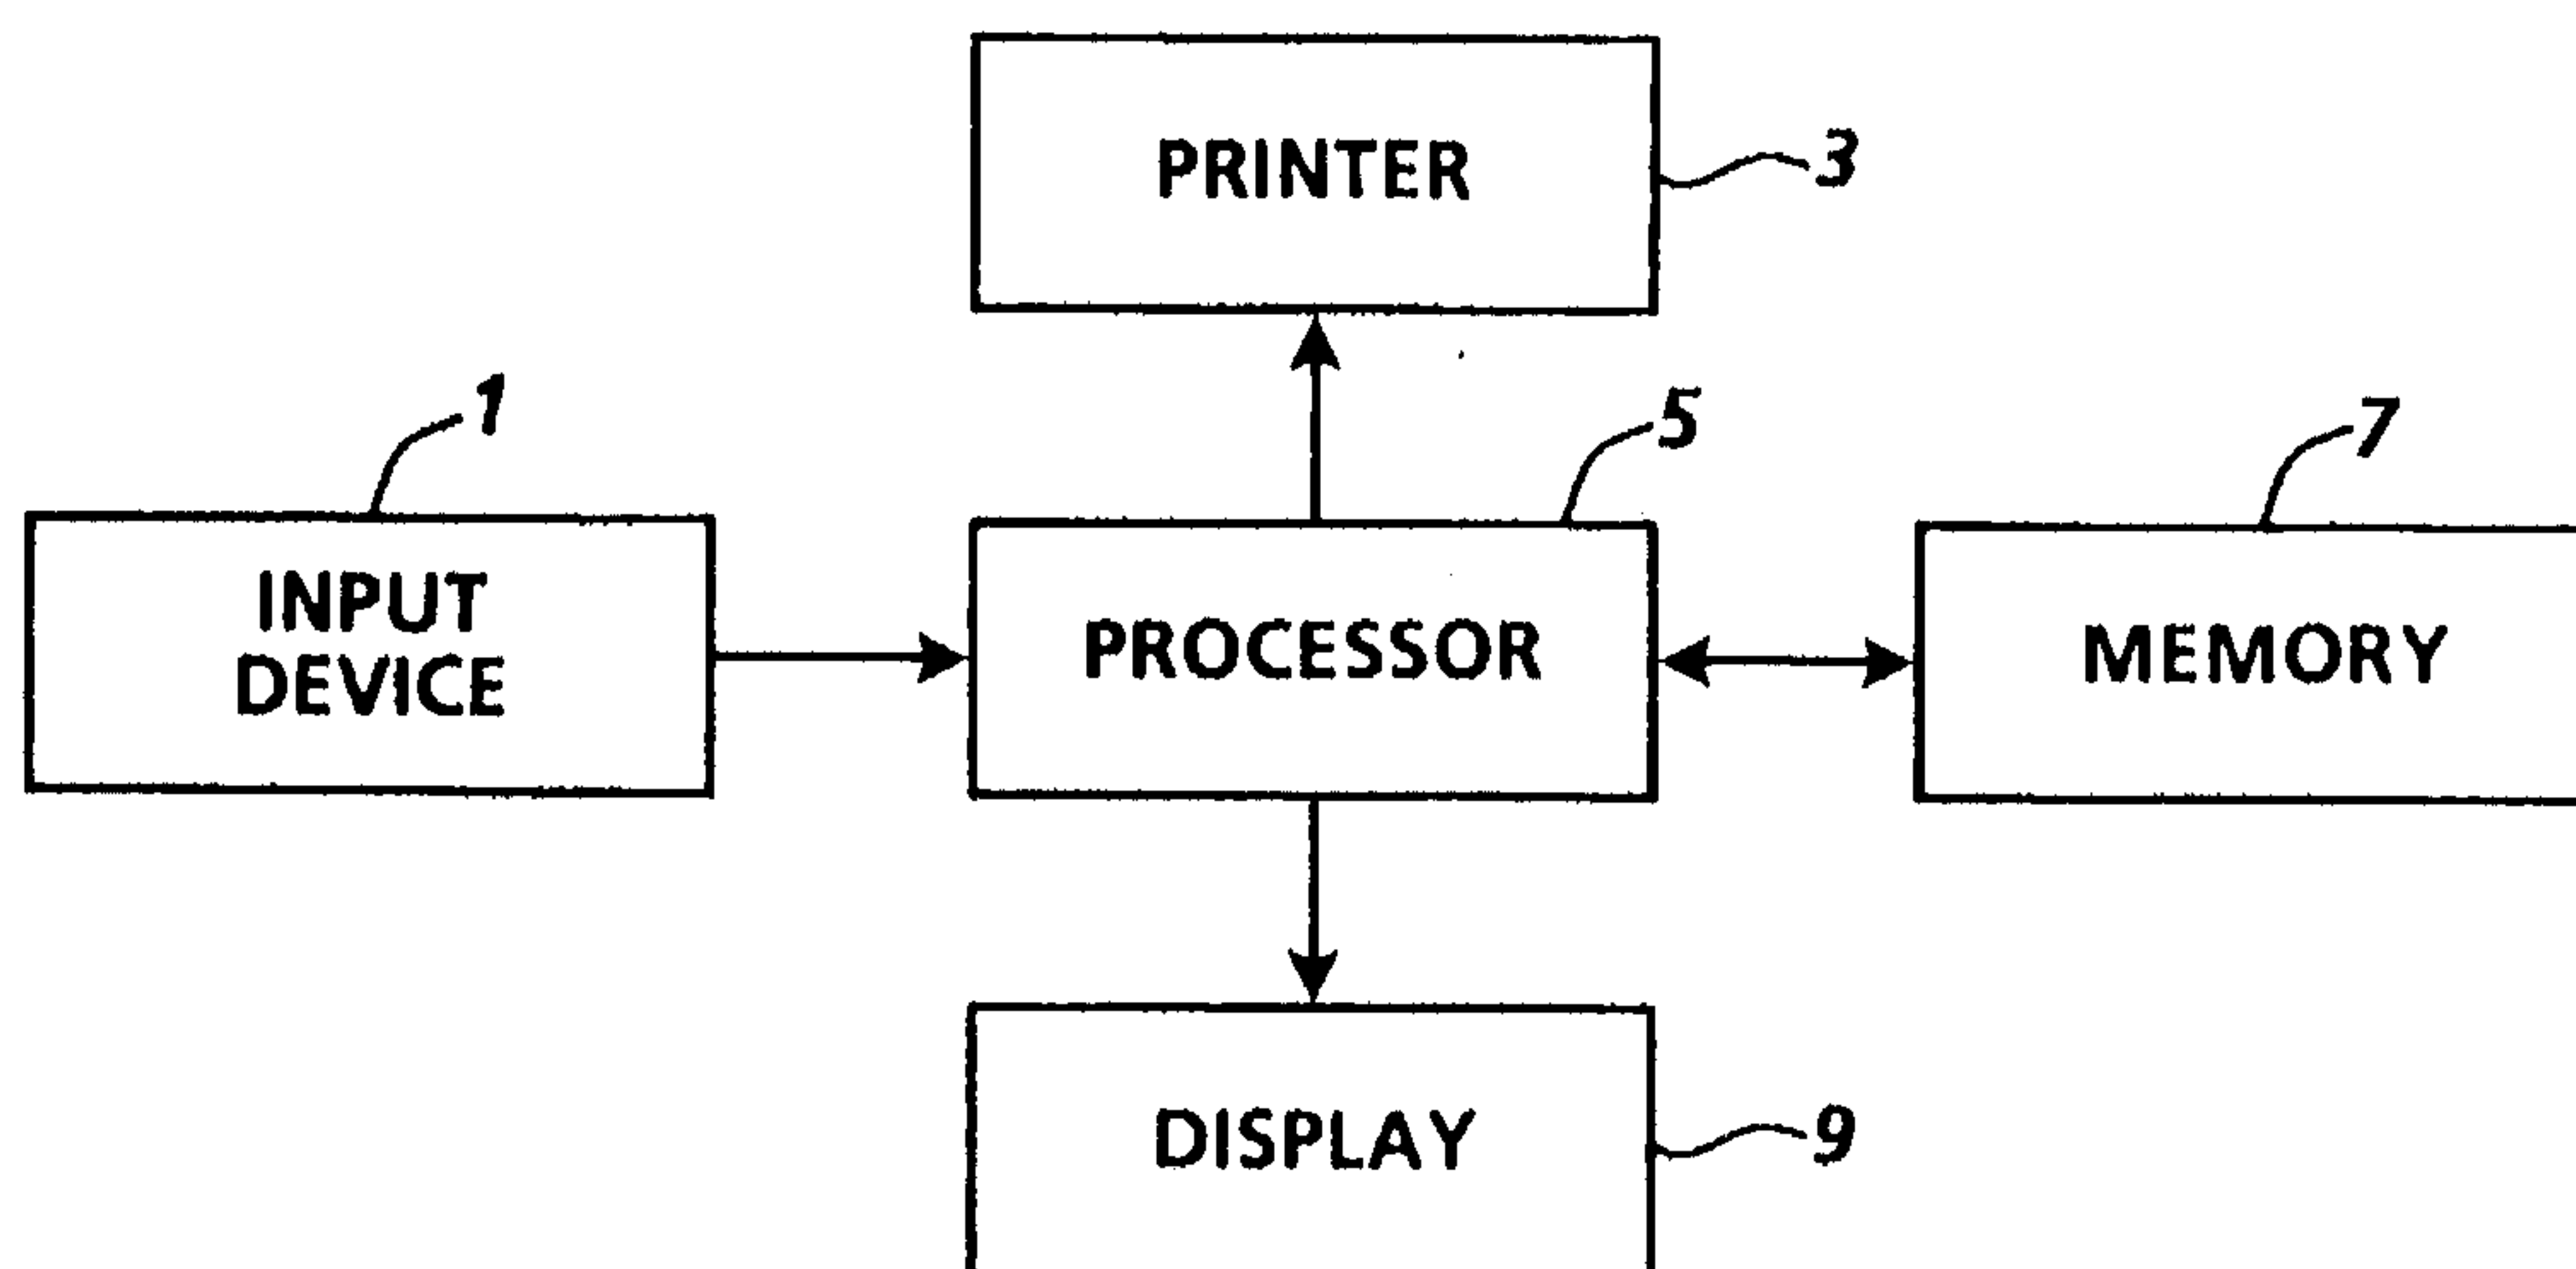 PRINTER
3
1
5
7
INPUT
DEVICE
PROCESSOR
MEMORY
DISPLAY
9